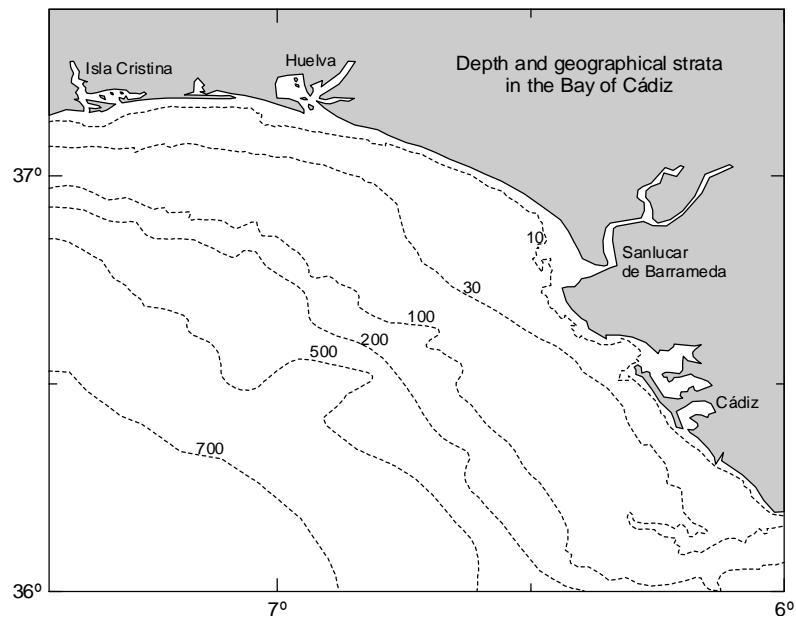 Isla Cristina
Huelva
Depth and geographical strata
in the Bay of Cádiz
37º
10
Sanlucar
de Barrameda
30
100
200
500
Cádiz
700
36º
7º
6º